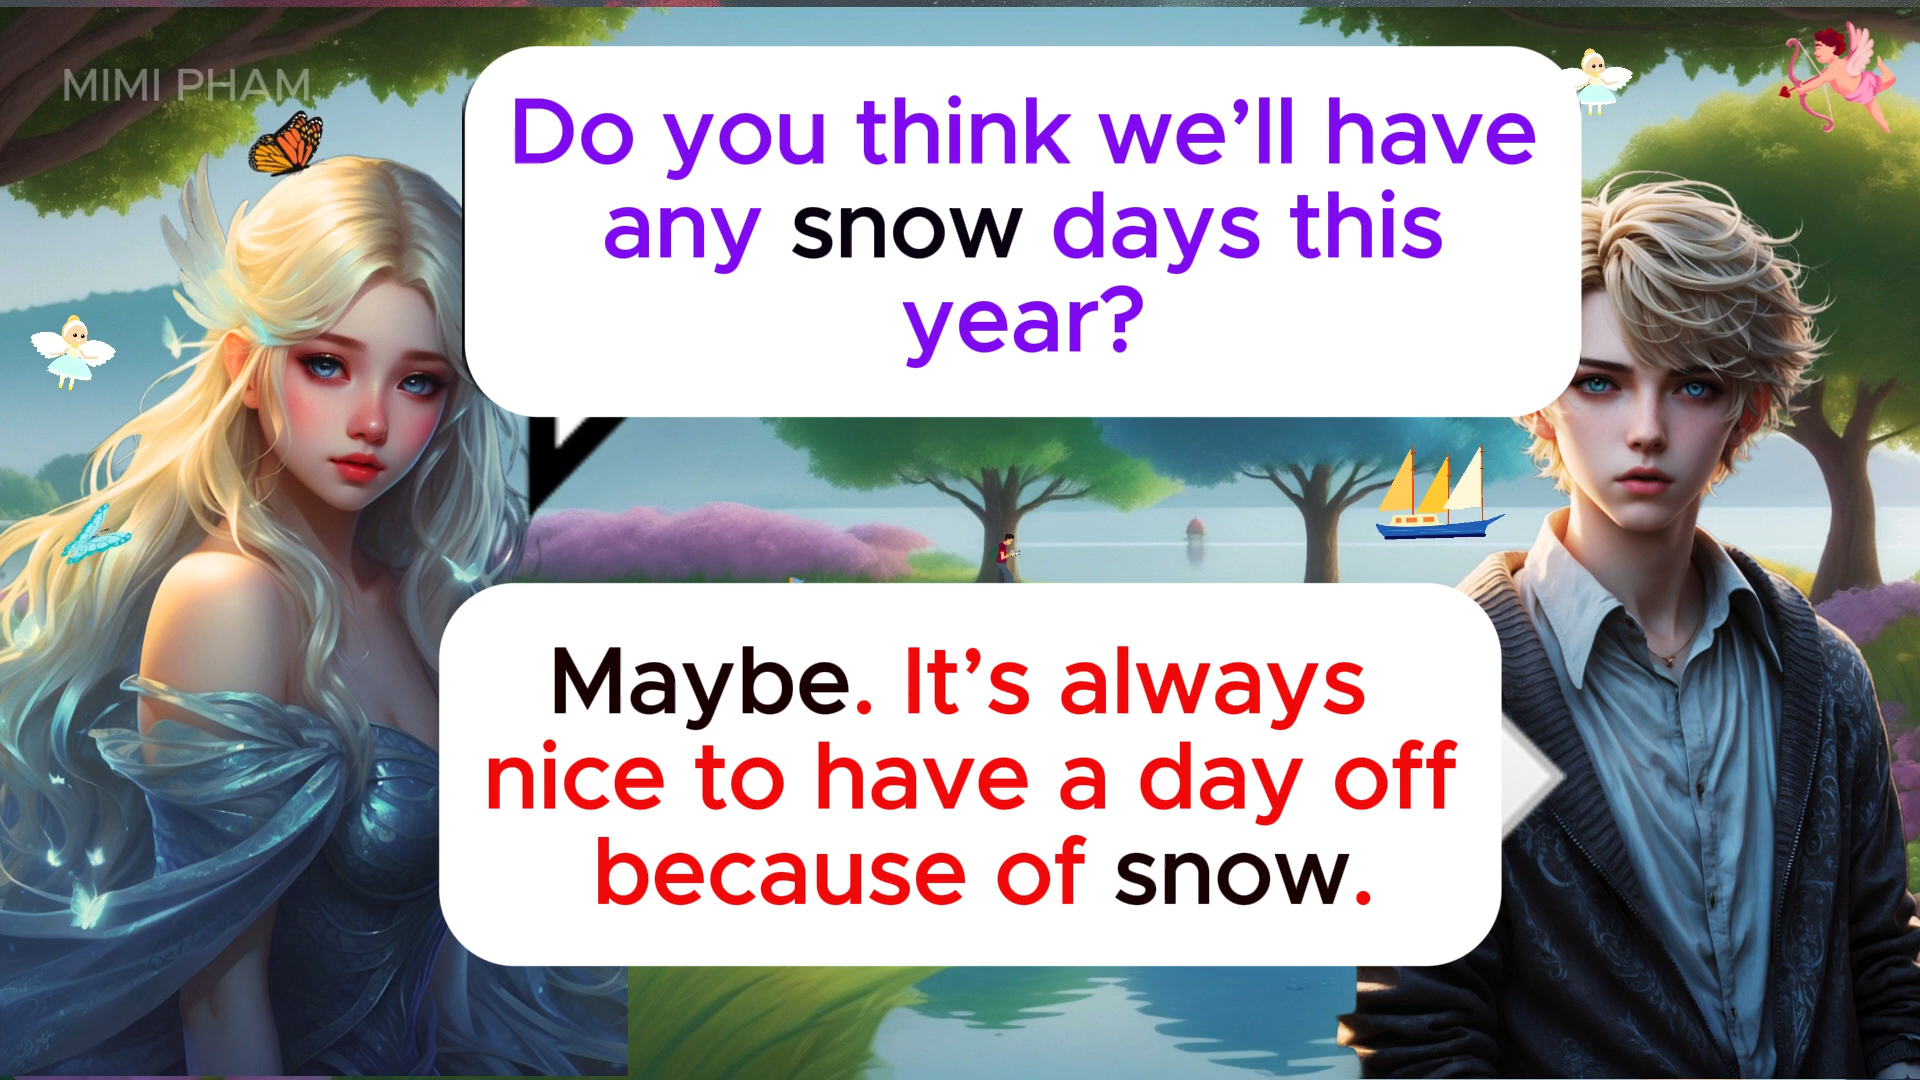 MIMI PHAM
Do you think we’ll have
any snow days this
year?
Maybe. It’s always
nice to have a day off
because of snow.